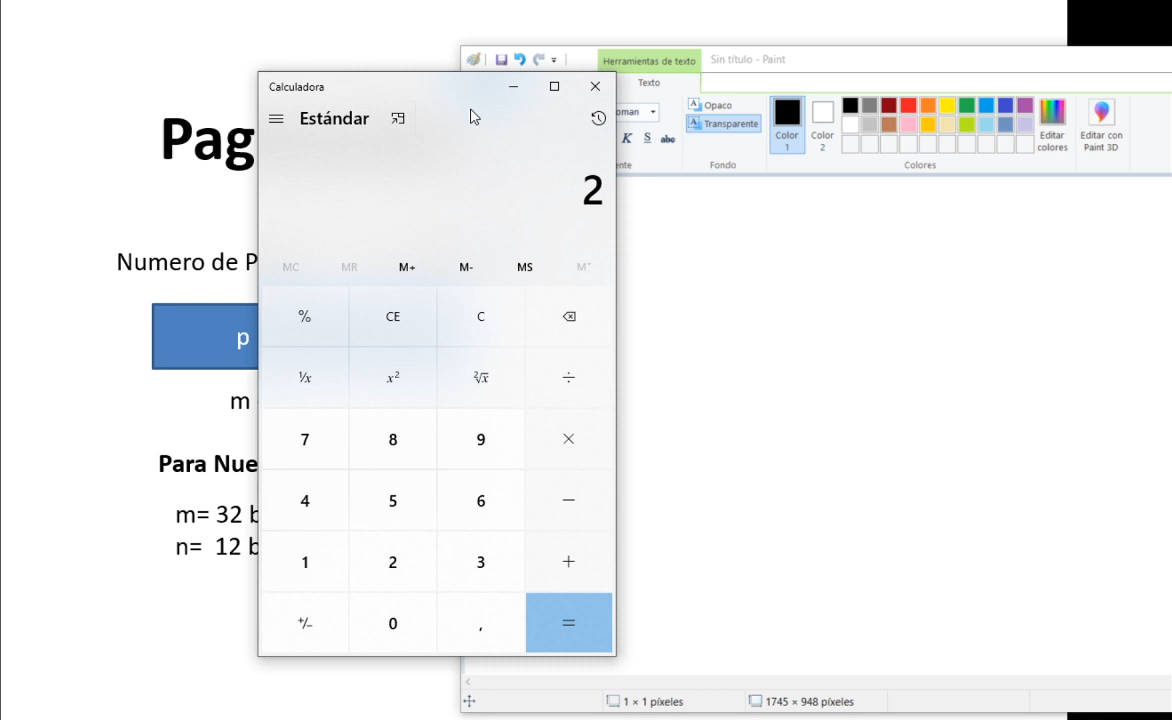 Pag
Numero de P
p
m
Para Nue
m= 32 b
n= 12 b
Calculadora
Estándar
2
MC MR M+ M- MS M˅
% CE C
⅟x x² ²√x ÷
7 8 9 ×
4 5 6 −
1 2 3 +
+/− 0 , =
Herramientas de texto
Sin título - Paint
Texto
oman
K S abc
ente
Opaco
Transparente
Fondo
Color 1
Color 2
Editar colores
Editar con Paint 3D
Colores
1 × 1 píxeles
1745 × 948 píxeles